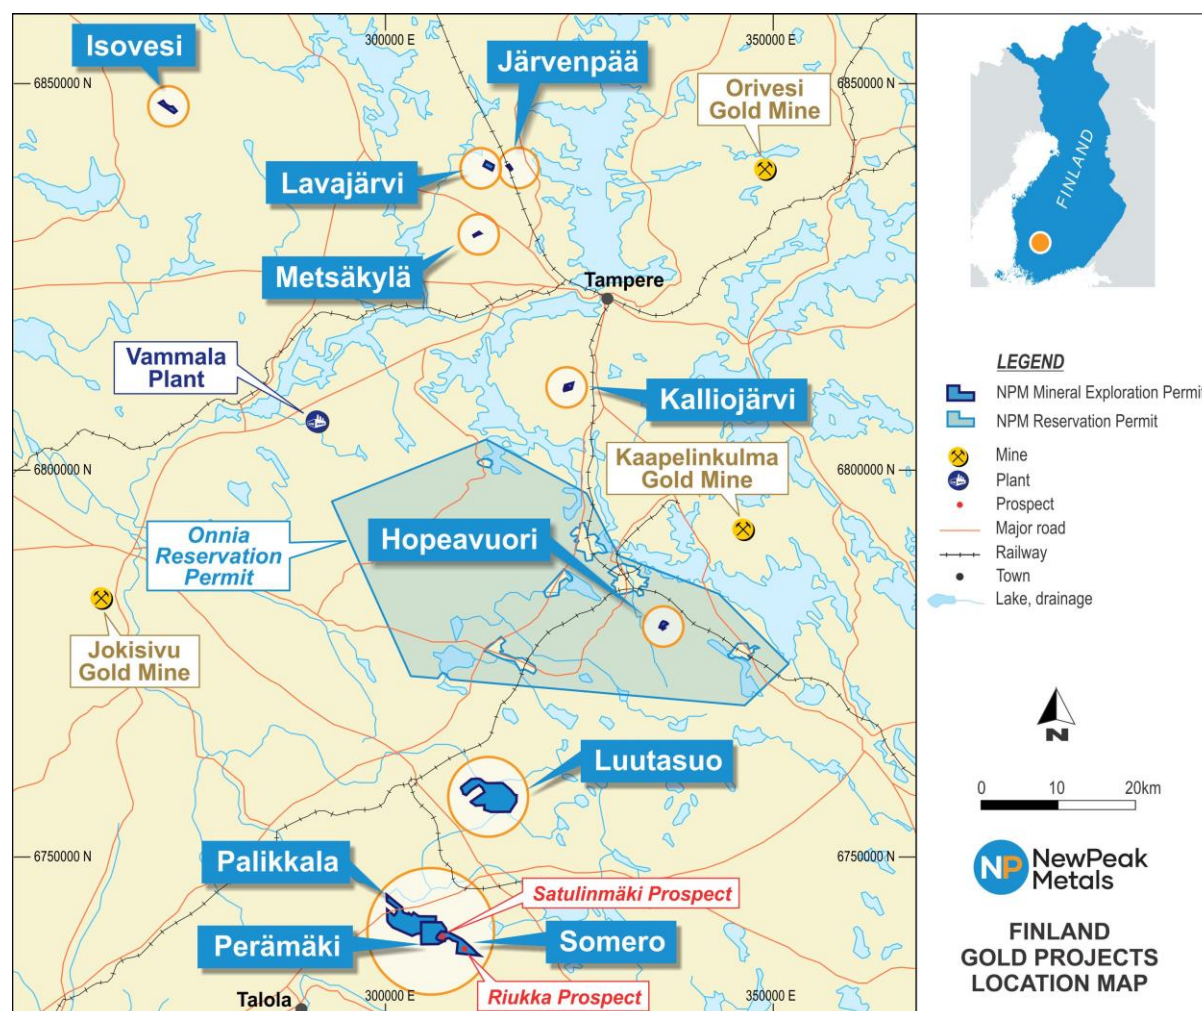 300000 E
350000 E
Isovesi
Järvenpää
6850000 N
6850000 N
Orivesi
Gold Mine
Lavajärvi
Metsäkylä
Tampere
Vammala
Plant
Kalliojärvi
6800000 N
6800000 N
Kaapelinkulma
Gold Mine
Onnia
Reservation
Permit
Hopeavuori
Jokisivu
Gold Mine
Luutasuo
6750000 N
6750000 N
Palikkala
Satulinmäki Prospect
Perämäki
Somero
Riukka Prospect
Talola
300000 E
350000 E
FINLAND
LEGEND
NPM Mineral Exploration Permit
NPM Reservation Permit
Mine
Plant
Prospect
Major road
Railway
Town
Lake, drainage
N
0 10 20km
NP NewPeak
Metals
FINLAND
GOLD PROJECTS
LOCATION MAP